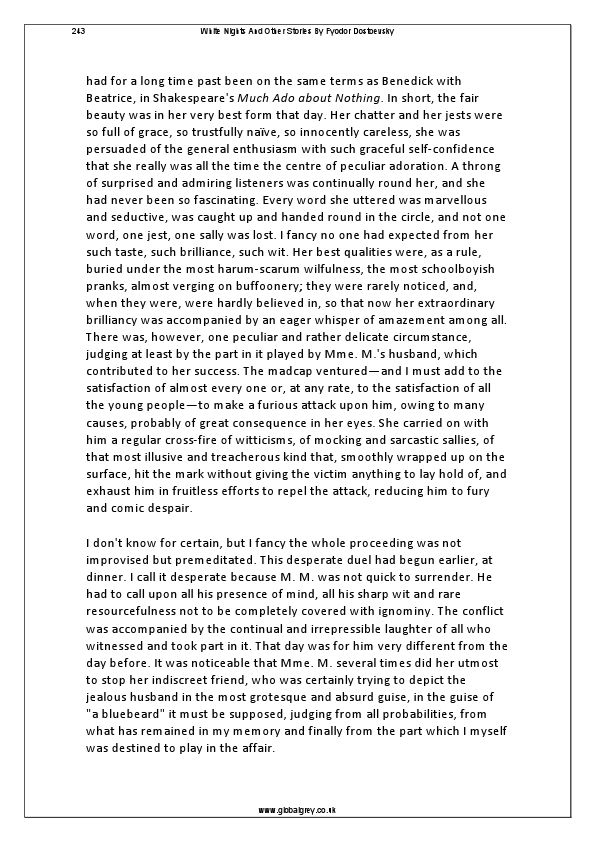 243
White Nights And Other Stories By Fyodor Dostoevsky
had for a long time past been on the same terms as Benedick with
Beatrice, in Shakespeare's Much Ado about Nothing. In short, the fair
beauty was in her very best form that day. Her chatter and her jests were
so full of grace, so trustfully naïve, so innocently careless, she was
persuaded of the general enthusiasm with such graceful self-confidence
that she really was all the time the centre of peculiar adoration. A throng
of surprised and admiring listeners was continually round her, and she
had never been so fascinating. Every word she uttered was marvellous
and seductive, was caught up and handed round in the circle, and not one
word, one jest, one sally was lost. I fancy no one had expected from her
such taste, such brilliance, such wit. Her best qualities were, as a rule,
buried under the most harum-scarum wilfulness, the most schoolboyish
pranks, almost verging on buffoonery; they were rarely noticed, and,
when they were, were hardly believed in, so that now her extraordinary
brilliancy was accompanied by an eager whisper of amazement among all.
There was, however, one peculiar and rather delicate circumstance,
judging at least by the part in it played by Mme. M.'s husband, which
contributed to her success. The madcap ventured—and I must add to the
satisfaction of almost every one or, at any rate, to the satisfaction of all
the young people—to make a furious attack upon him, owing to many
causes, probably of great consequence in her eyes. She carried on with
him a regular cross-fire of witticisms, of mocking and sarcastic sallies, of
that most illusive and treacherous kind that, smoothly wrapped up on the
surface, hit the mark without giving the victim anything to lay hold of, and
exhaust him in fruitless efforts to repel the attack, reducing him to fury
and comic despair.
I don't know for certain, but I fancy the whole proceeding was not
improvised but premeditated. This desperate duel had begun earlier, at
dinner. I call it desperate because M. M. was not quick to surrender. He
had to call upon all his presence of mind, all his sharp wit and rare
resourcefulness not to be completely covered with ignominy. The conflict
was accompanied by the continual and irrepressible laughter of all who
witnessed and took part in it. That day was for him very different from the
day before. It was noticeable that Mme. M. several times did her utmost
to stop her indiscreet friend, who was certainly trying to depict the
jealous husband in the most grotesque and absurd guise, in the guise of
"a bluebeard" it must be supposed, judging from all probabilities, from
what has remained in my memory and finally from the part which I myself
was destined to play in the affair.
www.globalgrey.co.uk